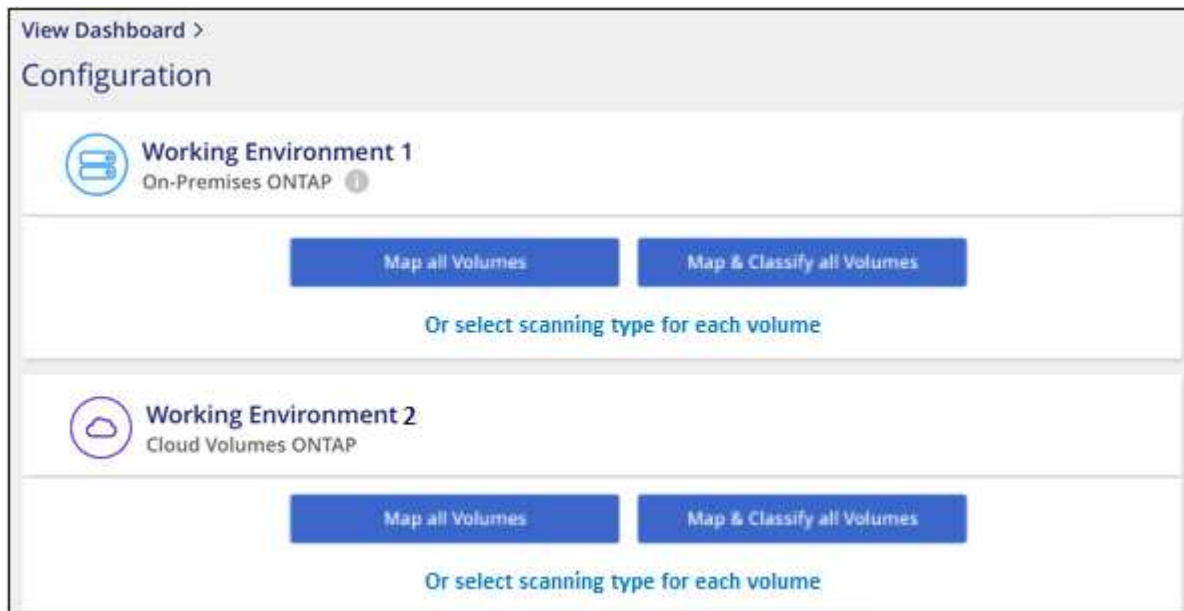 View Dashboard >
Configuration
Working Environment 1
On-Premises ONTAP i
Map all Volumes
Map & Classify all Volumes
Or select scanning type for each volume
Working Environment 2
Cloud Volumes ONTAP
Map all Volumes
Map & Classify all Volumes
Or select scanning type for each volume